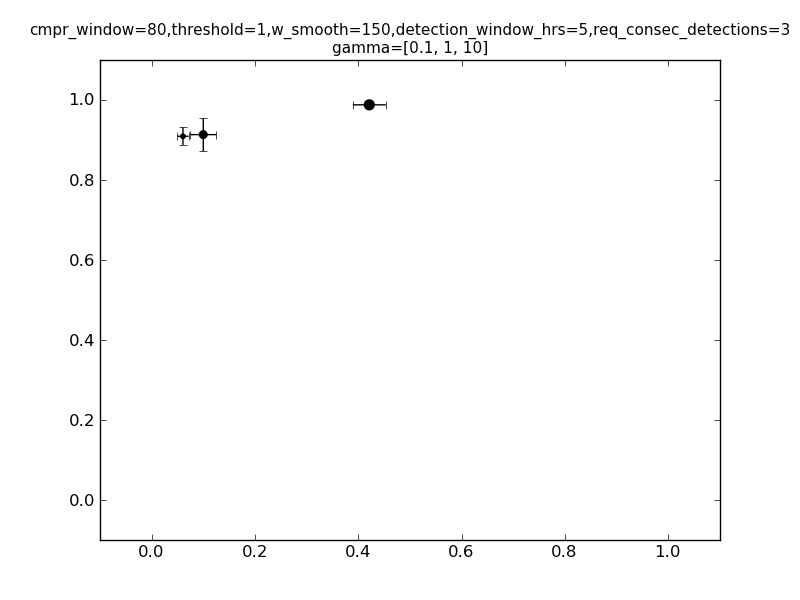 cmpr_window=80,threshold=1,w_smooth=150,detection_window_hrs=5,req_consec_detections=3
gamma=[0.1, 1, 10]
1.0
0.8
0.6
0.4
0.2
0.0
0.0 0.2 0.4 0.6 0.8 1.0